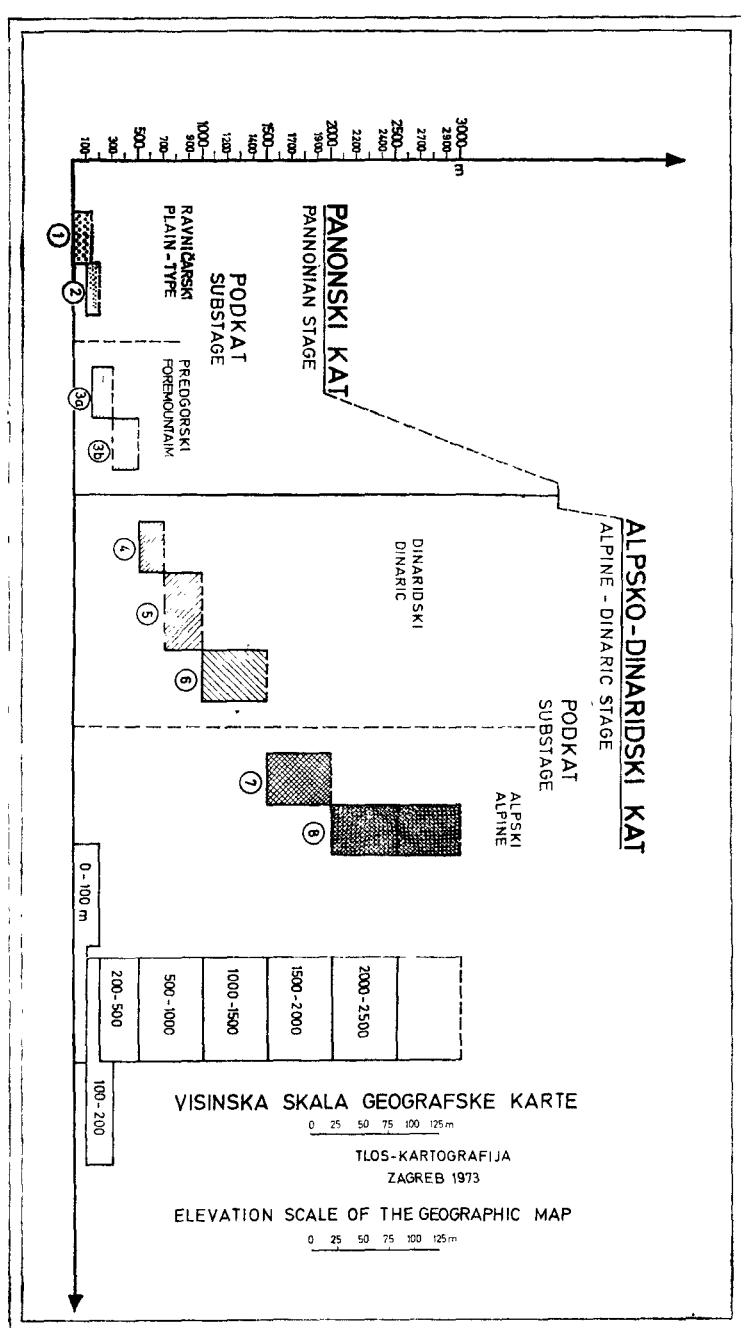 3000
m
2900
2700
2500
2400
2200
2000
1900
1700
1500
1400
1200
1000
900
700
500
300
100
PANONSKI KAT
PANNONIAN STAGE
PODKAT
SUBSTAGE
RAVNIČARSKI
PLAIN-TYPE
PREDGORSKI
FOREMOUNTAIM
1
2
3a
3b
ALPSKO-DINARIDSKI KAT
ALPINE - DINARIC STAGE
PODKAT
SUBSTAGE
DINARIDSKI
DINARIC
ALPSKI
ALPINE
4
5
6
7
8
2000-2500
1500-2000
1000-1500
500-1000
200-500
0-100 m
100-200
VISINSKA SKALA GEOGRAFSKE KARTE
0 25 50 75 100 125m
TLOS-KARTOGRAFIJA
ZAGREB 1973
ELEVATION SCALE OF THE GEOGRAPHIC MAP
0 25 50 75 100 125m